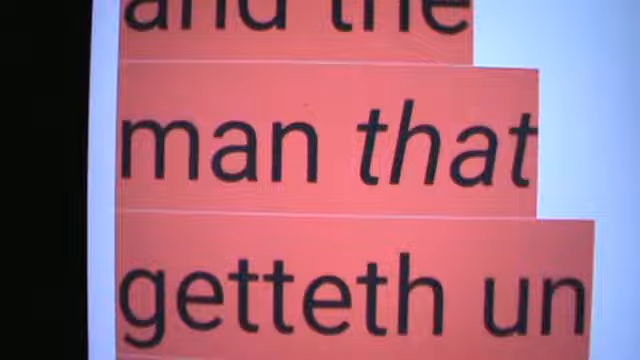 and the
man that
getteth un